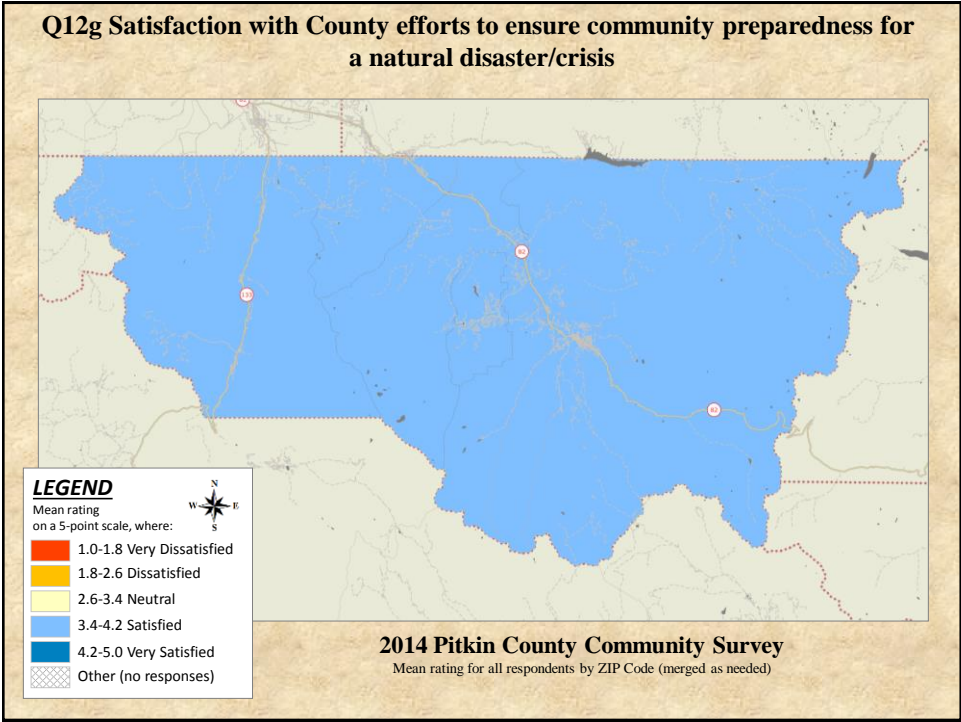 Q12g Satisfaction with County efforts to ensure community preparedness for
a natural disaster/crisis
82
133
82
LEGEND
Mean rating
on a 5-point scale, where:
N
W E
S
1.0-1.8 Very Dissatisfied
1.8-2.6 Dissatisfied
2.6-3.4 Neutral
3.4-4.2 Satisfied
4.2-5.0 Very Satisfied
Other (no responses)
2014 Pitkin County Community Survey
Mean rating for all respondents by ZIP Code (merged as needed)